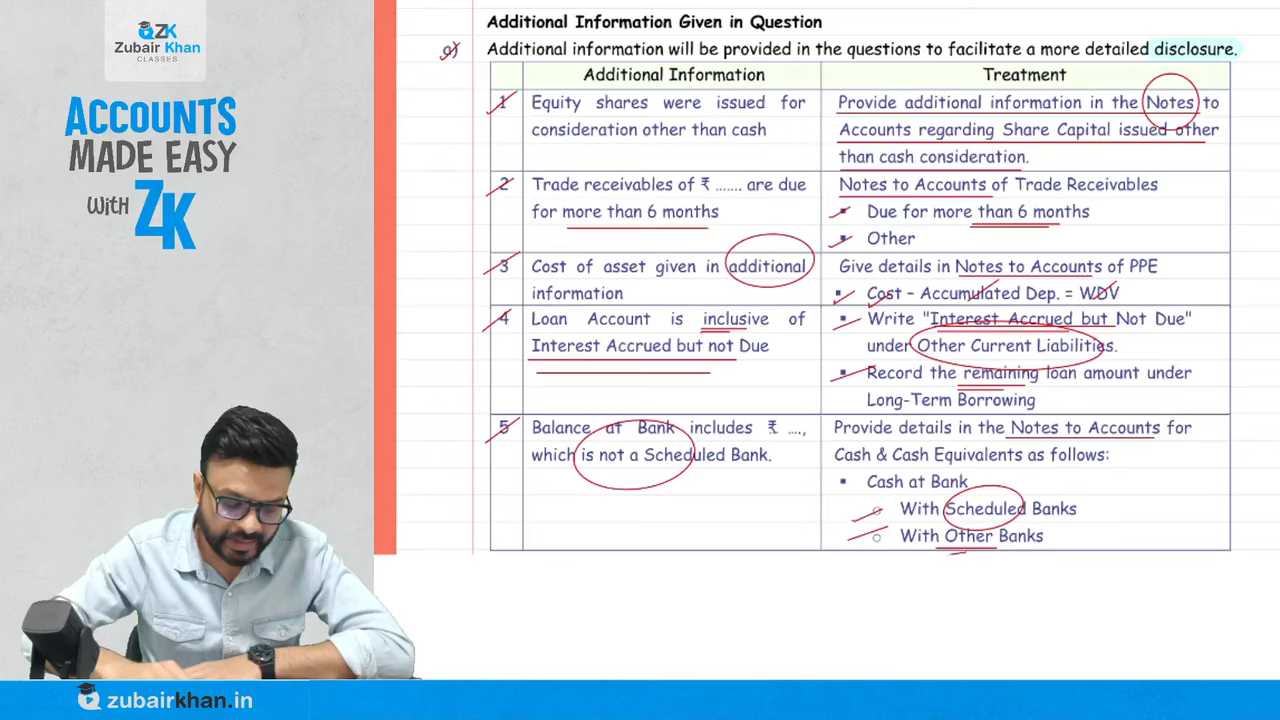 ZK
Zubair Khan
CLASSES
ACCOUNTS
MADE EASY
WITH ZK
Additional Information Given in Question
a) Additional information will be provided in the questions to facilitate a more detailed disclosure.
Additional Information Treatment
1 Equity shares were issued for consideration other than cash
Provide additional information in the Notes to
Accounts regarding Share Capital issued other
than cash consideration.
2 Trade receivables of ₹ ....... are due
for more than 6 months
Notes to Accounts of Trade Receivables
▪ Due for more than 6 months
▪ Other
3 Cost of asset given in additional
information
Give details in Notes to Accounts of PPE
▪ Cost – Accumulated Dep. = WDV
4 Loan Account is inclusive of
Interest Accrued but not Due
▪ Write "Interest Accrued but Not Due"
under Other Current Liabilities.
▪ Record the remaining loan amount under
Long-Term Borrowing
5 Balance at Bank includes ₹ ....,
which is not a Scheduled Bank.
Provide details in the Notes to Accounts for
Cash & Cash Equivalents as follows:
▪ Cash at Bank
○ With Scheduled Banks
○ With Other Banks
zubairkhan.in